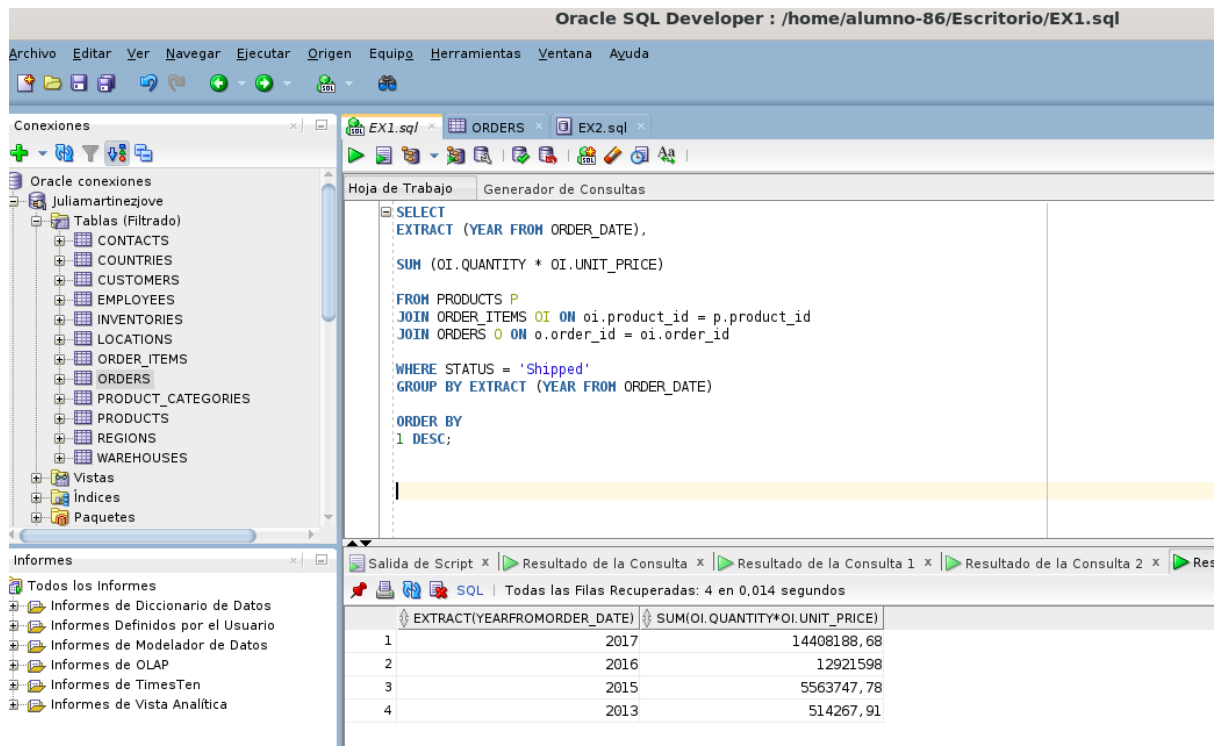 Oracle SQL Developer : /home/alumno-86/Escritorio/EX1.sql
Archivo Editar Ver Navegar Ejecutar Origen Equipo Herramientas Ventana Ayuda
Conexiones
Oracle conexiones
Juliamartinezjove
Tablas (Filtrado)
CONTACTS
COUNTRIES
CUSTOMERS
EMPLOYEES
INVENTORIES
LOCATIONS
ORDER_ITEMS
ORDERS
PRODUCT_CATEGORIES
PRODUCTS
REGIONS
WAREHOUSES
Vistas
Índices
Paquetes
Informes
Todos los Informes
Informes de Diccionario de Datos
Informes Definidos por el Usuario
Informes de Modelador de Datos
Informes de OLAP
Informes de TimesTen
Informes de Vista Analítica
EX1.sql ORDERS EX2.sql
Hoja de Trabajo Generador de Consultas
SELECT
EXTRACT (YEAR FROM ORDER_DATE),
SUM (OI.QUANTITY * OI.UNIT_PRICE)
FROM PRODUCTS P
JOIN ORDER_ITEMS OI ON oi.product_id = p.product_id
JOIN ORDERS O ON o.order_id = oi.order_id
WHERE STATUS = 'Shipped'
GROUP BY EXTRACT (YEAR FROM ORDER_DATE)
ORDER BY
1 DESC;
Salida de Script x Resultado de la Consulta x Resultado de la Consulta 1 x Resultado de la Consulta 2 x Res
SQL | Todas las Filas Recuperadas: 4 en 0,014 segundos
EXTRACT(YEARFROMORDER_DATE) SUM(OI.QUANTITY*OI.UNIT_PRICE)
1 2017 14408188,68
2 2016 12921598
3 2015 5563747,78
4 2013 514267,91